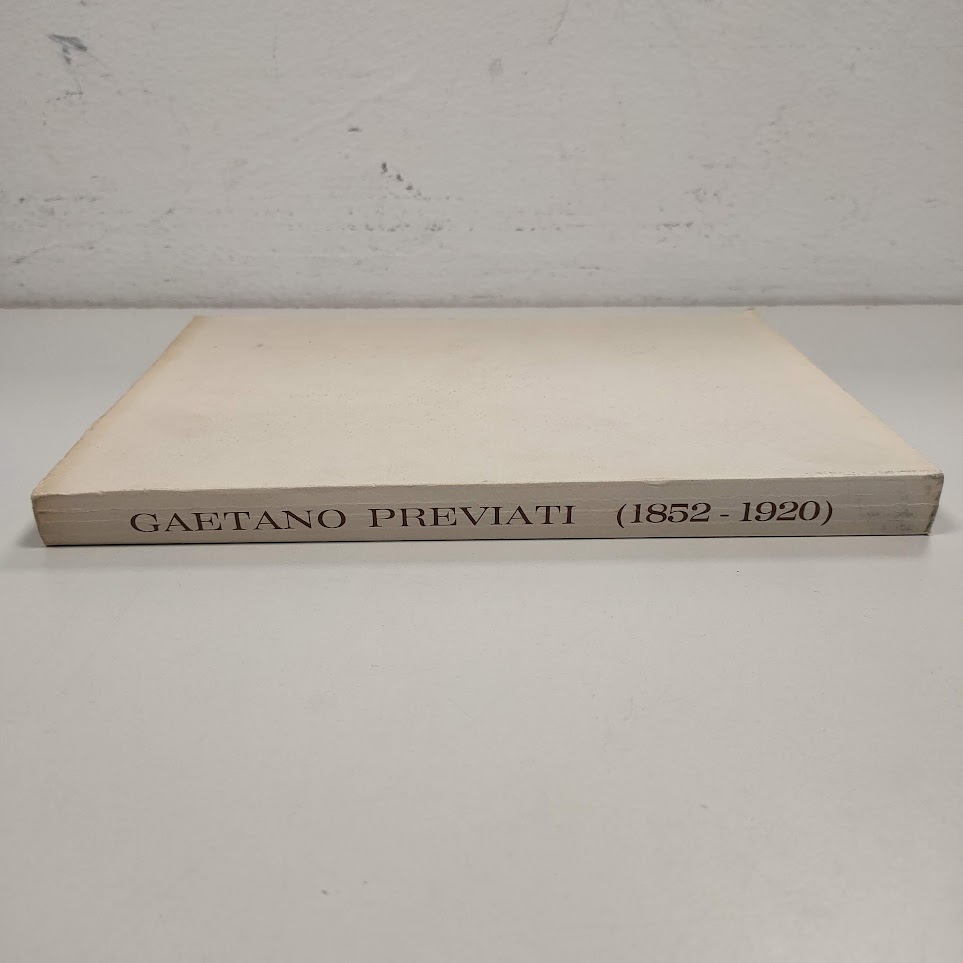 GAETANO PREVIATI (1852 - 1920)